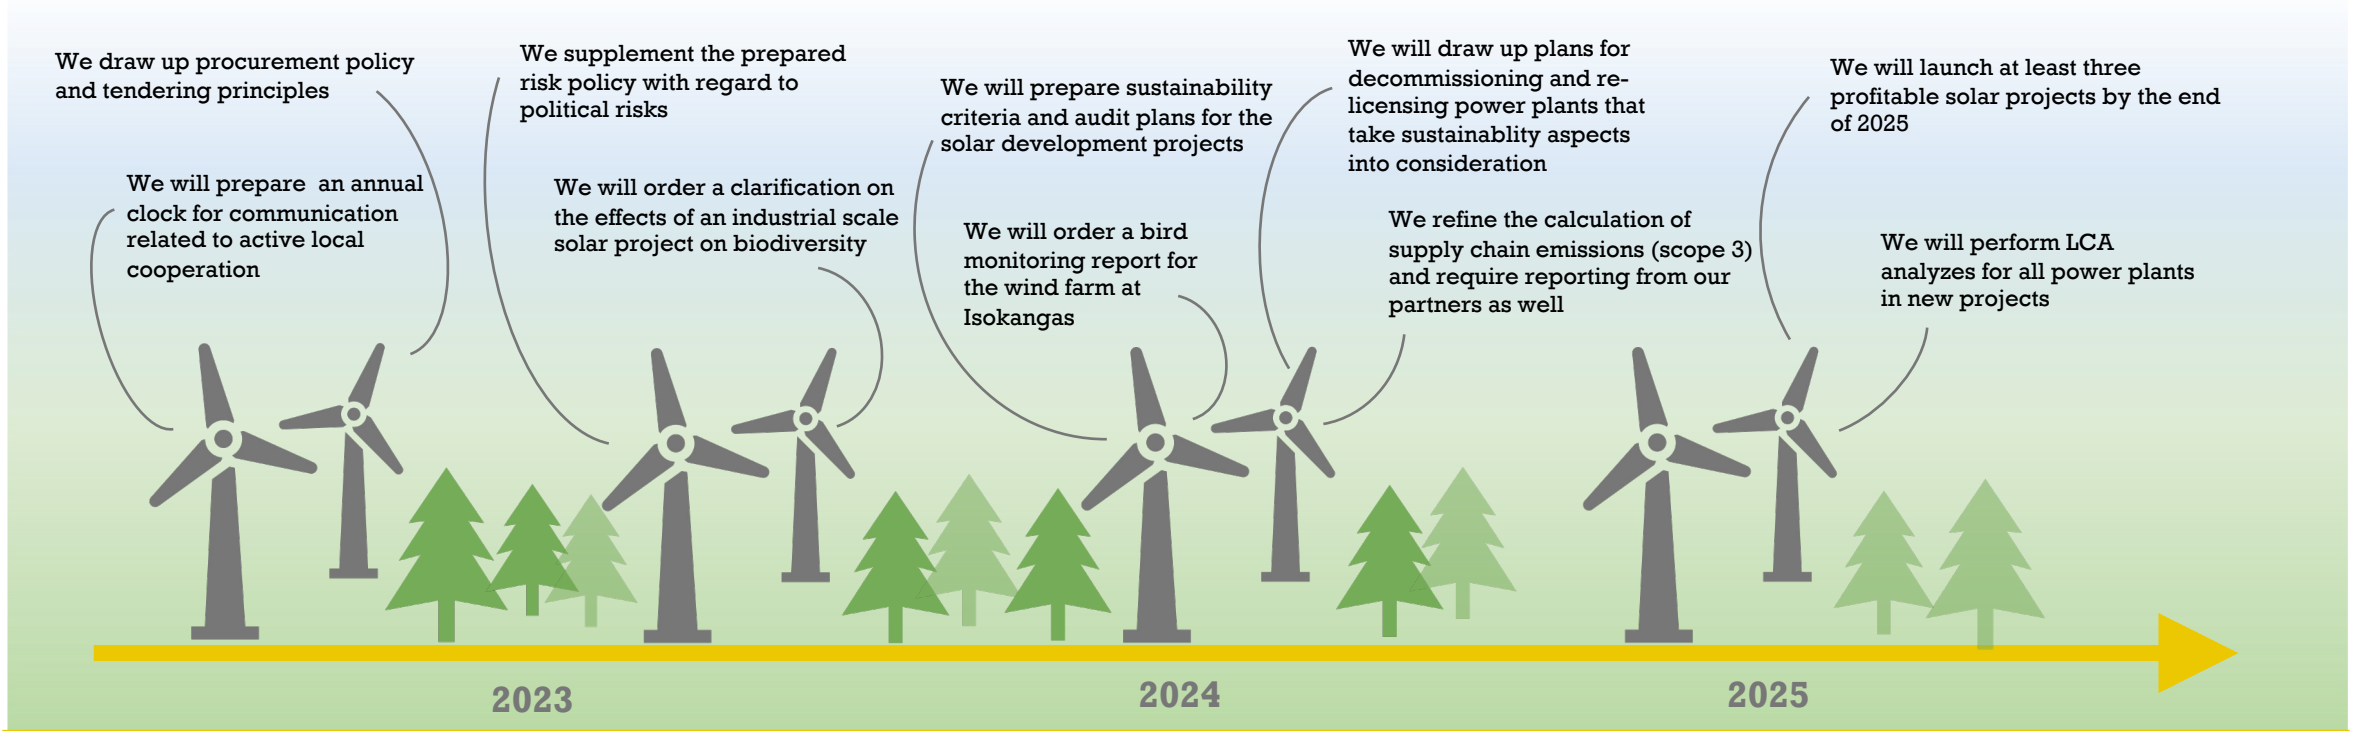 We draw up procurement policy
and tendering principles
We will prepare an annual
clock for communication
related to active local
cooperation
We supplement the prepared
risk policy with regard to
political risks
We will order a clarification on
the effects of an industrial scale
solar project on biodiversity
We will prepare sustainability
criteria and audit plans for the
solar development projects
We will order a bird
monitoring report for
the wind farm at
Isokangas
We will draw up plans for
decommissioning and re-
licensing power plants that
take sustainablity aspects
into consideration
We refine the calculation of
supply chain emissions (scope 3)
and require reporting from our
partners as well
We will launch at least three
profitable solar projects by the end
of 2025
We will perform LCA
analyzes for all power plants
in new projects
2023
2024
2025